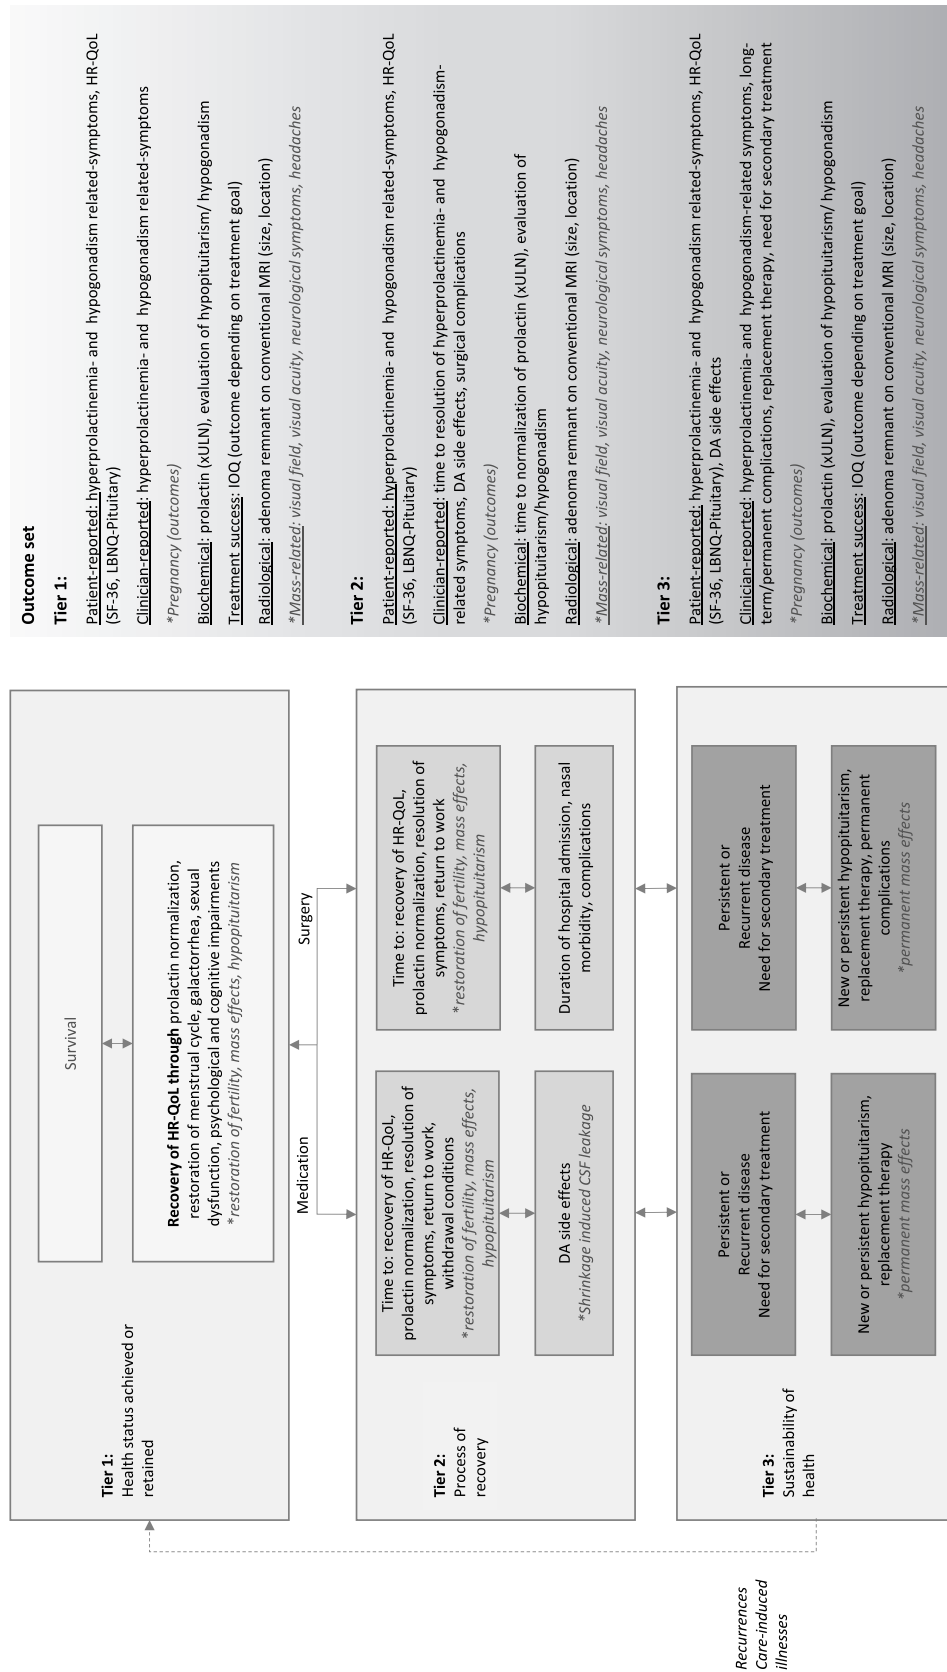 Tier 1:
Health status achieved or
retained
Survival
Recovery of HR-QoL through prolactin normalization,
restoration of menstrual cycle, galactorrhea, sexual
dysfunction, psychological and cognitive impairments
*restoration of fertility, mass effects, hypopituitarism
Medication
Surgery
Tier 2:
Process of
recovery
Time to: recovery of HR-QoL,
prolactin normalization, resolution of
symptoms, return to work,
withdrawal conditions
*restoration of fertility, mass effects,
hypopituitarism
DA side effects
*Shrinkage induced CSF leakage
Time to: recovery of HR-QoL,
prolactin normalization, resolution of
symptoms, return to work
*restoration of fertility, mass effects,
hypopituitarism
Duration of hospital admission, nasal
morbidity, complications
Tier 3:
Sustainability of
health
Persistent or
Recurrent disease
Need for secondary treatment
New or persistent hypopituitarism,
replacement therapy
*permanent mass effects
Persistent or
Recurrent disease
Need for secondary treatment
New or persistent hypopituitarism,
replacement therapy, permanent
complications
*permanent mass effects
Recurrences
Care-induced
illnesses
Outcome set
Tier 1:
Patient-reported: hyperprolactinemia- and hypogonadism related-symptoms, HR-QoL
(SF-36, LBNQ-Pituitary)
Clinician-reported: hyperprolactinemia- and hypogonadism related-symptoms
*Pregnancy (outcomes)
Biochemical: prolactin (xULN), evaluation of hypopituitarism/ hypogonadism
Treatment success: IOQ (outcome depending on treatment goal)
Radiological: adenoma remnant on conventional MRI (size, location)
*Mass-related: visual field, visual acuity, neurological symptoms, headaches
Tier 2:
Patient-reported: hyperprolactinemia- and hypogonadism related-symptoms, HR-QoL
(SF-36, LBNQ-Pituitary)
Clinician-reported: time to resolution of hyperprolactinemia- and hypogonadism-
related symptoms, DA side effects, surgical complications
*Pregnancy (outcomes)
Biochemical: time to normalization of prolactin (xULN), evaluation of
hypopituitarism/hypogonadism
Radiological: adenoma remnant on conventional MRI (size, location)
*Mass-related: visual field, visual acuity, neurological symptoms, headaches
Tier 3:
Patient-reported: hyperprolactinemia- and hypogonadism related-symptoms, HR-QoL
(SF-36, LBNQ-Pituitary), DA side effects
Clinician-reported: hyperprolactinemia- and hypogonadism-related symptoms, long-
term/permanent complications, replacement therapy, need for secondary treatment
*Pregnancy (outcomes)
Biochemical: prolactin (xULN), evaluation of hypopituitarism/ hypogonadism
Treatment success: IOQ (outcome depending on treatment goal)
Radiological: adenoma remnant on conventional MRI (size, location)
*Mass-related: visual field, visual acuity, neurological symptoms, headaches